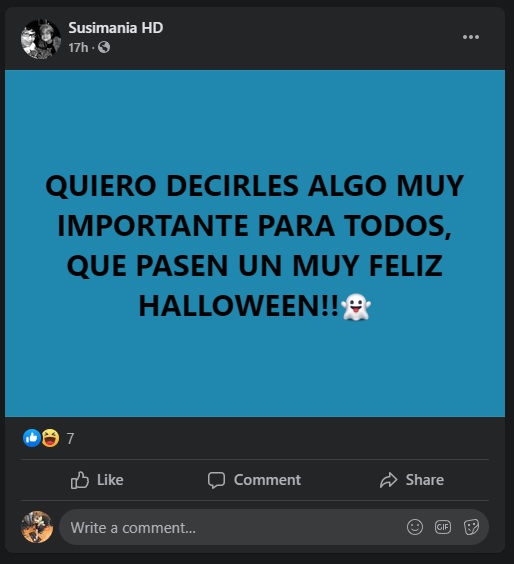 Susimania HD
17h ·
QUIERO DECIRLES ALGO MUY
IMPORTANTE PARA TODOS,
QUE PASEN UN MUY FELIZ
HALLOWEEN!!👻
7
Like
Comment
Share
Write a comment...
GIF